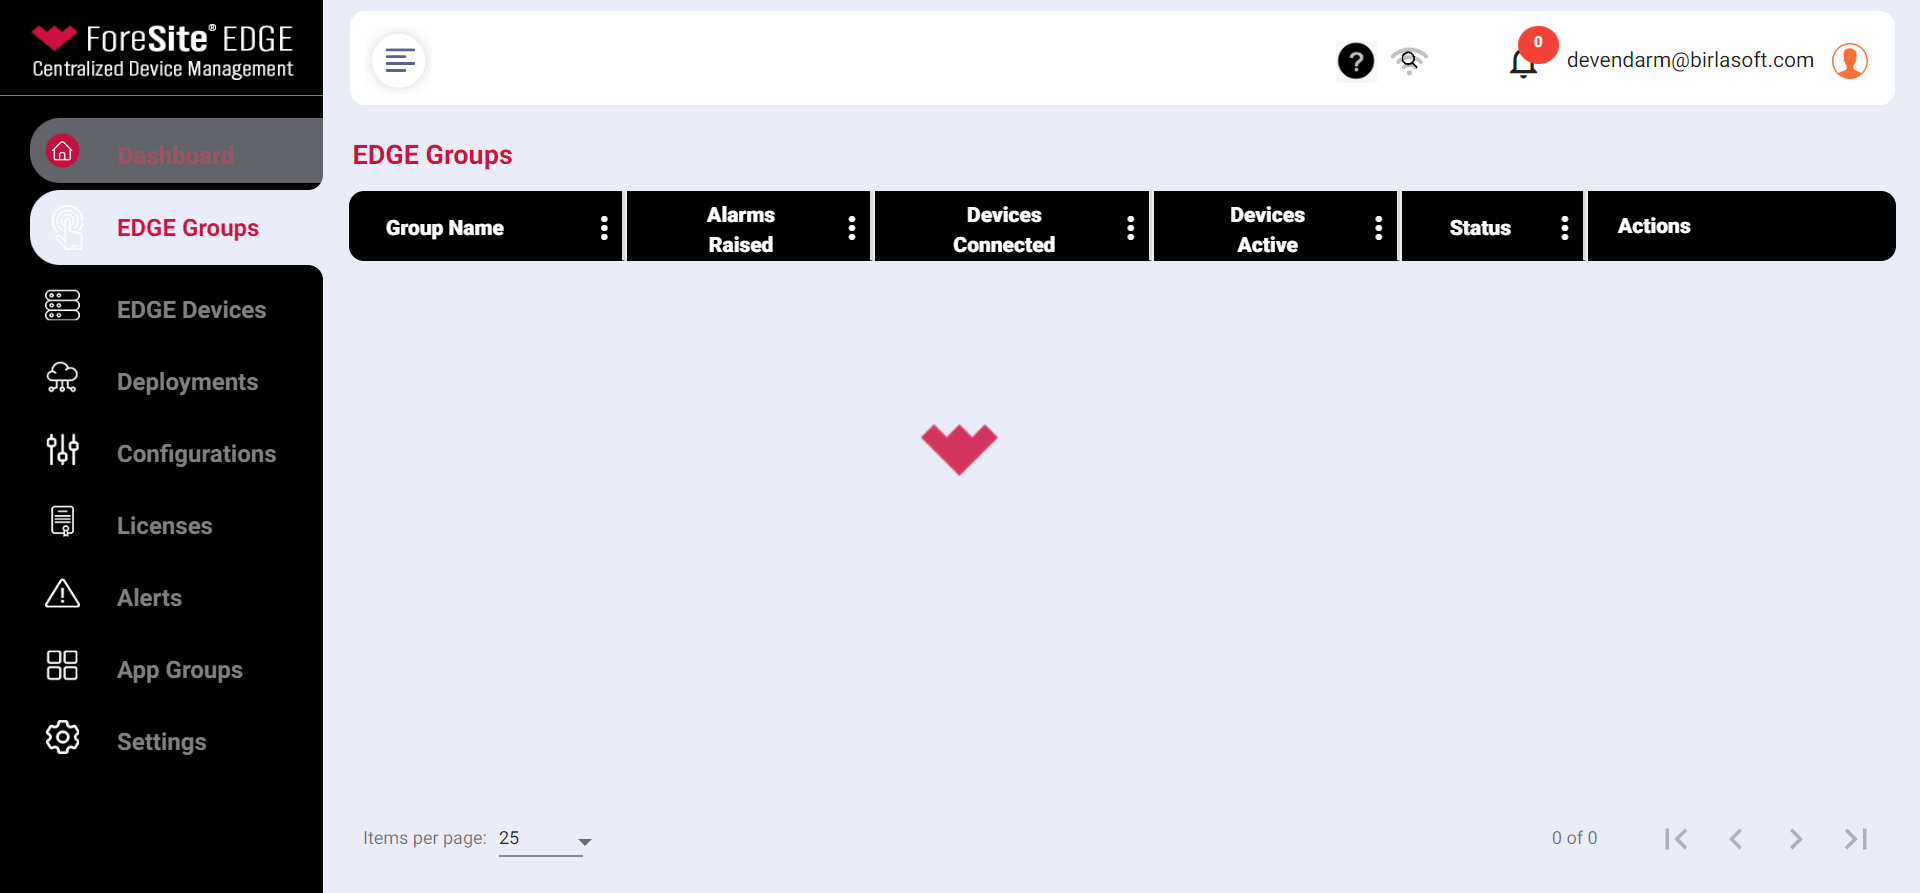 ForeSite® EDGE
Centralized Device Management
0
devendarm@birlasoft.com
Dashboard
EDGE Groups
EDGE Devices
Deployments
Configurations
Licenses
Alerts
App Groups
Settings
EDGE Groups
Group Name
Alarms
Raised
Devices
Connected
Devices
Active
Status
Actions
Items per page: 25
0 of 0